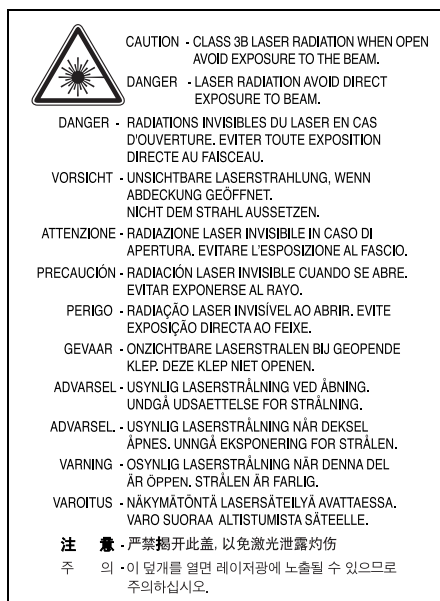 CAUTION - CLASS 3B LASER RADIATION WHEN OPEN
AVOID EXPOSURE TO THE BEAM.
DANGER - LASER RADIATION AVOID DIRECT
EXPOSURE TO BEAM.
DANGER - RADIATIONS INVISIBLES DU LASER EN CAS
D'OUVERTURE. EVITER TOUTE EXPOSITION
DIRECTE AU FAISCEAU.
VORSICHT - UNSICHTBARE LASERSTRAHLUNG, WENN
ABDECKUNG GEÖFFNET.
NICHT DEM STRAHL AUSSETZEN.
ATTENZIONE - RADIAZIONE LASER INVISIBILE IN CASO DI
APERTURA. EVITARE L'ESPOSIZIONE AL FASCIO.
PRECAUCIÓN - RADIACIÓN LASER INVISIBLE CUANDO SE ABRE.
EVITAR EXPONERSE AL RAYO.
PERIGO - RADIAÇÃO LASER INVISÍVEL AO ABRIR. EVITE
EXPOSIÇÃO DIRECTA AO FEIXE.
GEVAAR - ONZICHTBARE LASERSTRALEN BIJ GEOPENDE
KLEP. DEZE KLEP NIET OPENEN.
ADVARSEL - USYNLIG LASERSTRÅLNING VED ÅBNING.
UNDGÅ UDSAETTELSE FOR STRÅLNING.
ADVARSEL. - USYNLIG LASERSTRÅLNING NÅR DEKSEL
ÅPNES. UNNGÅ EKSPONERING FOR STRÅLEN.
VARNING - OSYNLIG LASERSTRÅLNING NÄR DENNA DEL
ÄR ÖPPEN. STRÅLEN ÄR FARLIG.
VAROITUS - NÄKYMÄTÖNTÄ LASERSÄTEILYÄ AVATTAESSA.
VARO SUORAA ALTISTUMISTA SÄTEELLE.
注 意 - 严禁揭开此盖, 以免激光泄露灼伤
주 의 - 이 덮개를 열면 레이저광에 노출될 수 있으므로
주의하십시오.